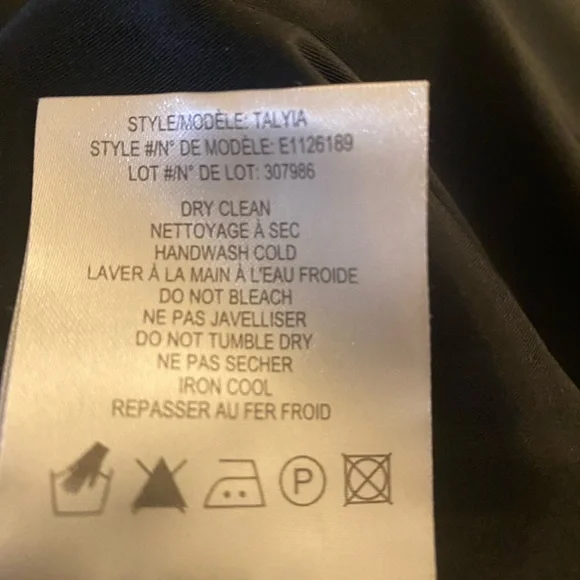 STYLE/MODÈLE: TALYIA
STYLE #/N° DE MODÈLE: E1126189
LOT #/N° DE LOT: 307986
DRY CLEAN
NETTOYAGE À SEC
HANDWASH COLD
LAVER À LA MAIN À L'EAU FROIDE
DO NOT BLEACH
NE PAS JAVELLISER
DO NOT TUMBLE DRY
NE PAS SECHER
IRON COOL
REPASSER AU FER FROID
P